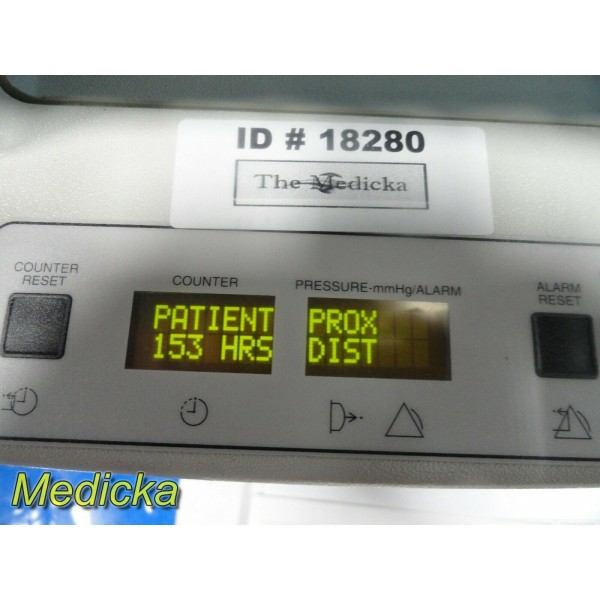 ID # 18280
The Medicka
COUNTER
RESET
COUNTER
PRESSURE-mmHg/ALARM
ALARM
RESET
PATIENT
153 HRS
PROX
DIST
Medicka